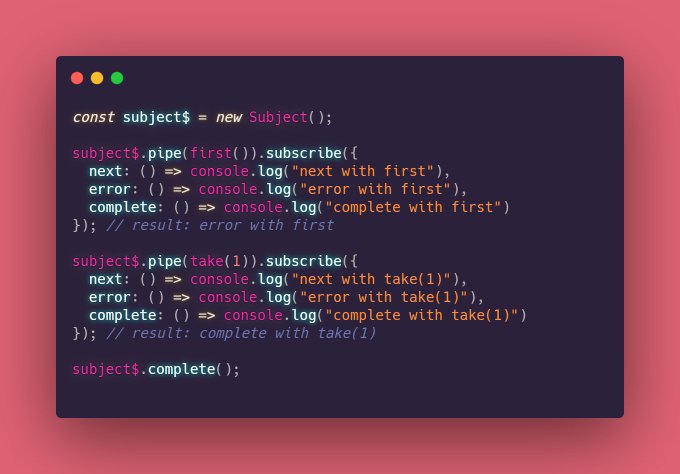 const subject$ = new Subject();
subject$.pipe(first()).subscribe({
  next: () => console.log("next with first"),
  error: () => console.log("error with first"),
  complete: () => console.log("complete with first")
}); // result: error with first
subject$.pipe(take(1)).subscribe({
  next: () => console.log("next with take(1)"),
  error: () => console.log("error with take(1)"),
  complete: () => console.log("complete with take(1)")
}); // result: complete with take(1)
subject$.complete();